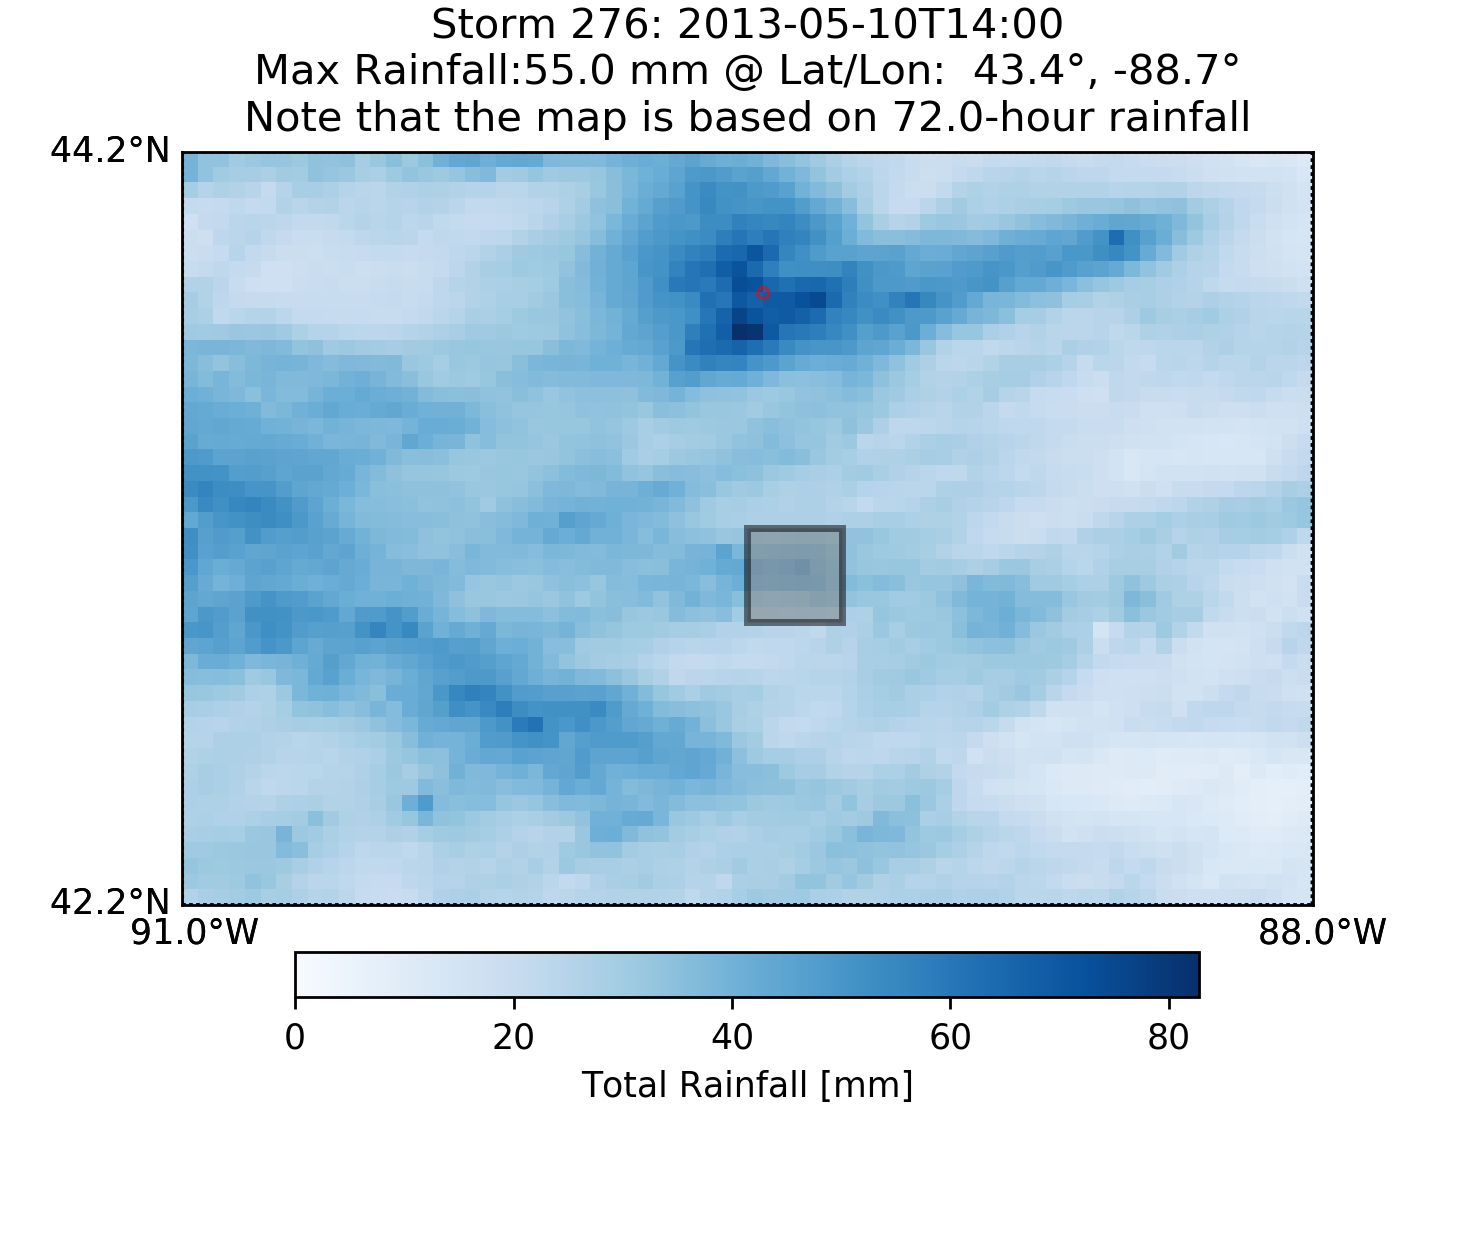 Storm 276: 2013-05-10T14:00
Max Rainfall:55.0 mm @ Lat/Lon:  43.4°, -88.7°
Note that the map is based on 72.0-hour rainfall
44.2°N
42.2°N
91.0°W 88.0°W
0 20 40 60 80
Total Rainfall [mm]